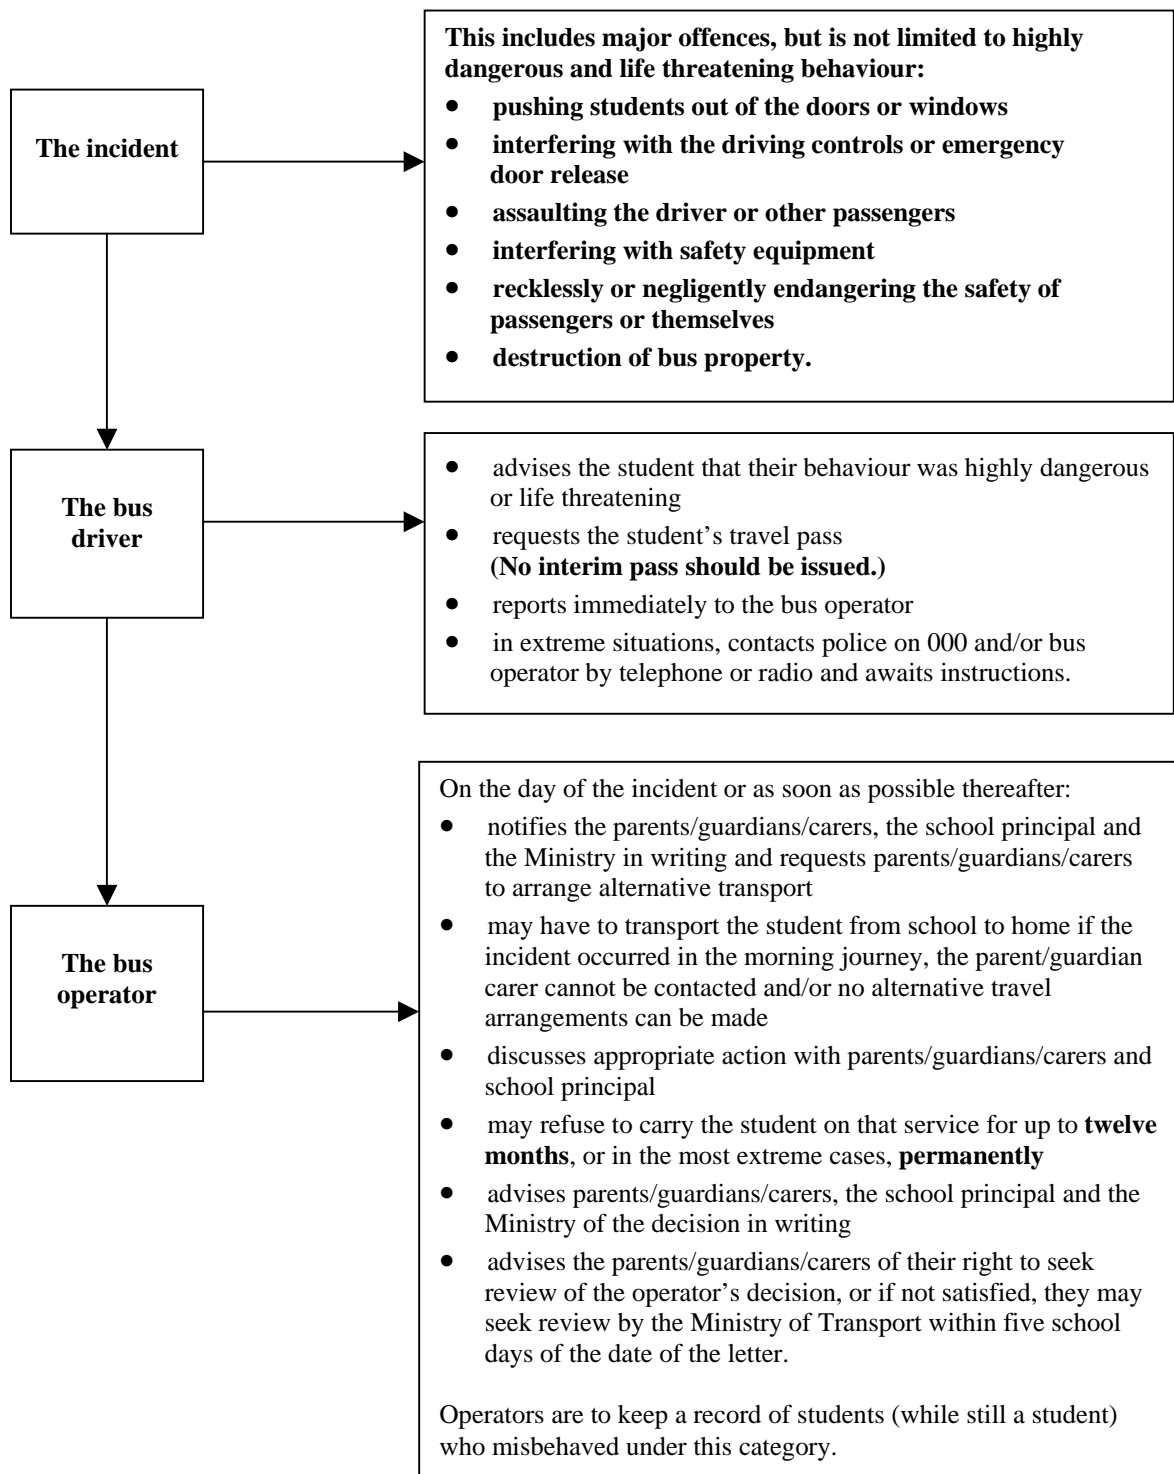 This includes major offences, but is not limited to highly
dangerous and life threatening behaviour:
• pushing students out of the doors or windows
The incident
• interfering with the driving controls or emergency
door release
• assaulting the driver or other passengers
• interfering with safety equipment
• recklessly or negligently endangering the safety of
passengers or themselves
• destruction of bus property.
The bus
driver
• advises the student that their behaviour was highly dangerous
or life threatening
• requests the student’s travel pass
(No interim pass should be issued.)
• reports immediately to the bus operator
• in extreme situations, contacts police on 000 and/or bus
operator by telephone or radio and awaits instructions.
The bus
operator
On the day of the incident or as soon as possible thereafter:
• notifies the parents/guardians/carers, the school principal and
the Ministry in writing and requests parents/guardians/carers
to arrange alternative transport
• may have to transport the student from school to home if the
incident occurred in the morning journey, the parent/guardian
carer cannot be contacted and/or no alternative travel
arrangements can be made
• discusses appropriate action with parents/guardians/carers and
school principal
• may refuse to carry the student on that service for up to twelve
months, or in the most extreme cases, permanently
• advises parents/guardians/carers, the school principal and the
Ministry of the decision in writing
• advises the parents/guardians/carers of their right to seek
review of the operator’s decision, or if not satisfied, they may
seek review by the Ministry of Transport within five school
days of the date of the letter.
Operators are to keep a record of students (while still a student)
who misbehaved under this category.